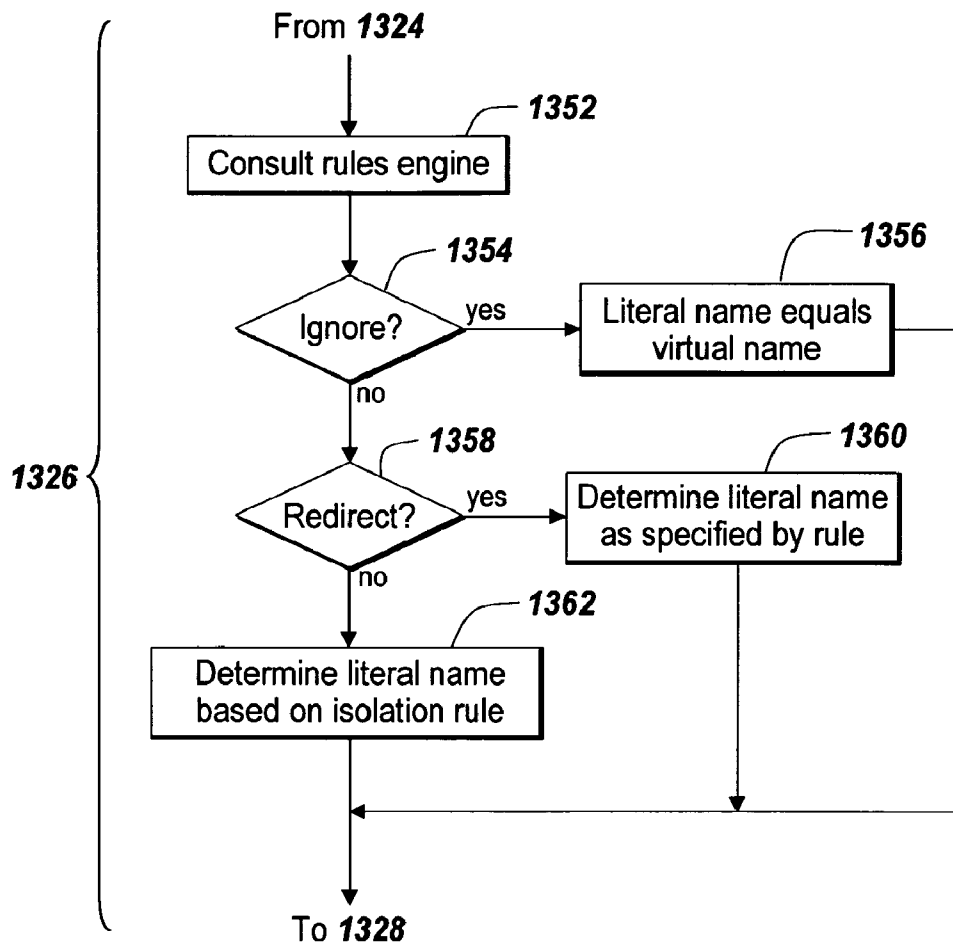 From 1324
1352
Consult rules engine
1354
1356
Ignore?
yes
Literal name equals
virtual name
no
1358
1360
1326
Redirect?
yes
Determine literal name
as specified by rule
no
1362
Determine literal name
based on isolation rule
To 1328